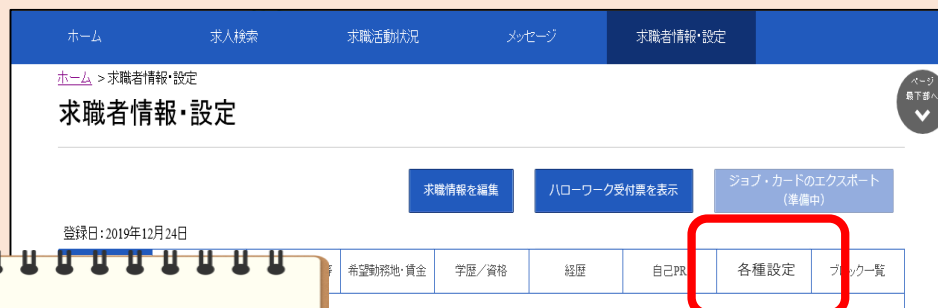 ホーム 求人検索 求職活動状況 メッセージ 求職者情報・設定
ホーム >求職者情報・設定
ページ
最下部へ
求職者情報・設定
求職情報を編集 ハローワーク受付票を表示 ジョブ・カードのエクスポート
(準備中)
登録日:2019年12月24日
希望勤務地・賃金 学歴/資格 経歴 自己PR 各種設定 ブロック一覧